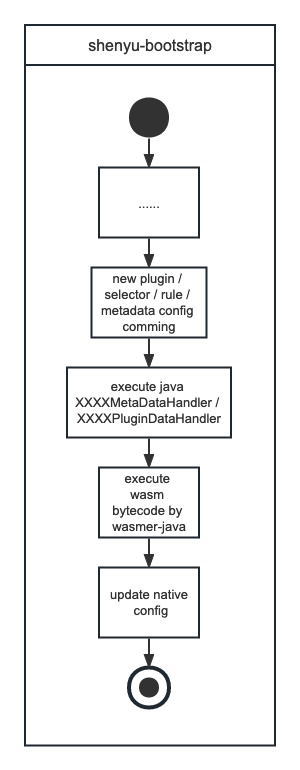 shenyu-bootstrap
......
new plugin /
selector / rule /
metadata config
comming
execute java
XXXXMetaDataHandler /
XXXXPluginDataHandler
execute
wasm
bytecode by
wasmer-java
update native
config